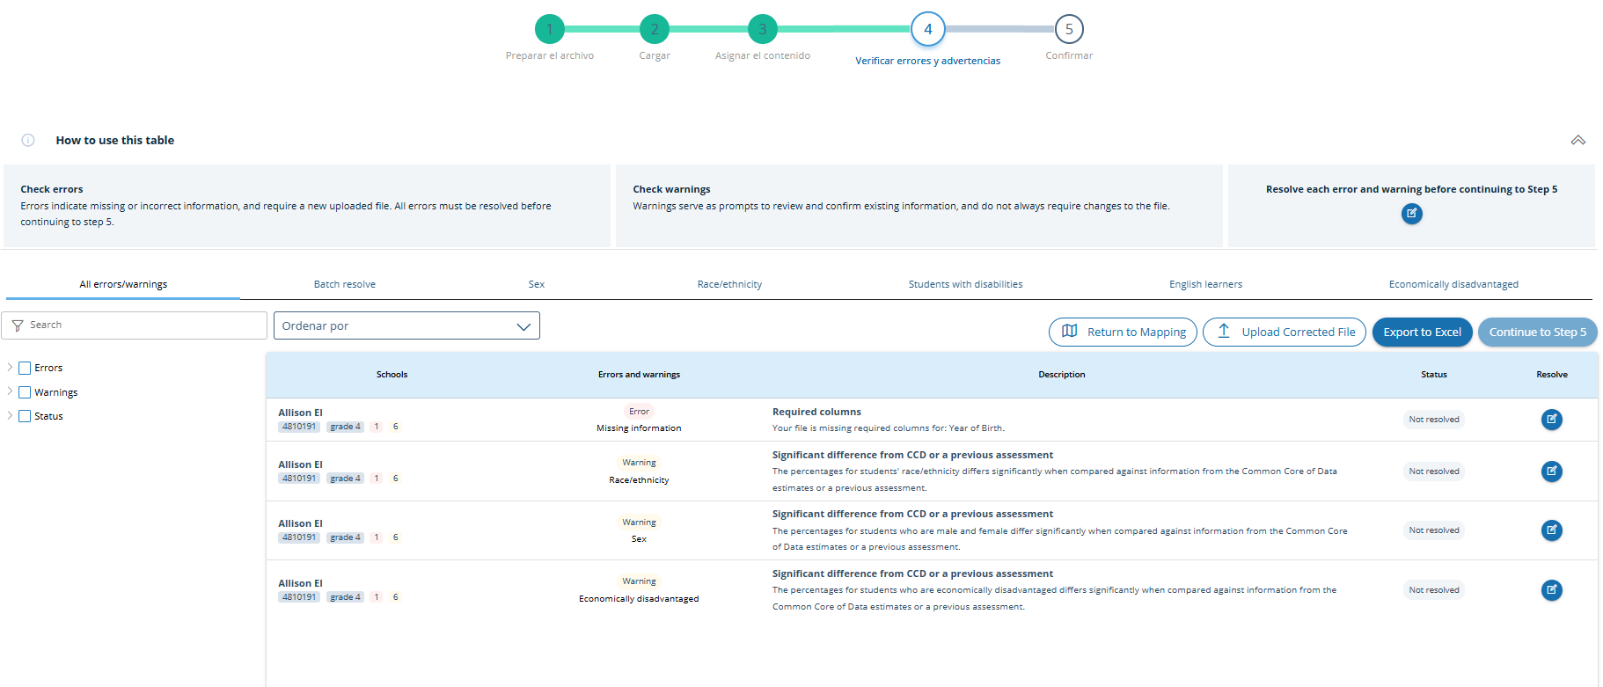 1
2
3
4
5
Preparar el archivo
Cargar
Asignar el contenido
Verificar errores y advertencias
Confirmar
How to use this table
Check errors
Errors indicate missing or incorrect information, and require a new uploaded file. All errors must be resolved before
continuing to step 5.
Check warnings
Warnings serve as prompts to review and confirm existing information, and do not always require changes to the file.
Resolve each error and warning before continuing to Step 5
All errors/warnings
Batch resolve
Sex
Race/ethnicity
Students with disabilities
English learners
Economically disadvantaged
Search
Ordenar por
Return to Mapping
Upload Corrected File
Export to Excel
Continue to Step 5
Errors
Warnings
Status
Schools
Errors and warnings
Description
Status
Resolve
Allison El
4810191 grade 4 1 6
Error
Missing information
Required columns
Your file is missing required columns for: Year of Birth.
Not resolved
Allison El
4810191 grade 4 1 6
Warning
Race/ethnicity
Significant difference from CCD or a previous assessment
The percentages for students' race/ethnicity differs significantly when compared against information from the Common Core of Data
estimates or a previous assessment.
Not resolved
Allison El
4810191 grade 4 1 6
Warning
Sex
Significant difference from CCD or a previous assessment
The percentages for students who are male and female differ significantly when compared against information from the Common Core
of Data estimates or a previous assessment.
Not resolved
Allison El
4810191 grade 4 1 6
Warning
Economically disadvantaged
Significant difference from CCD or a previous assessment
The percentages for students who are economically disadvantaged differs significantly when compared against information from the
Common Core of Data estimates or a previous assessment.
Not resolved